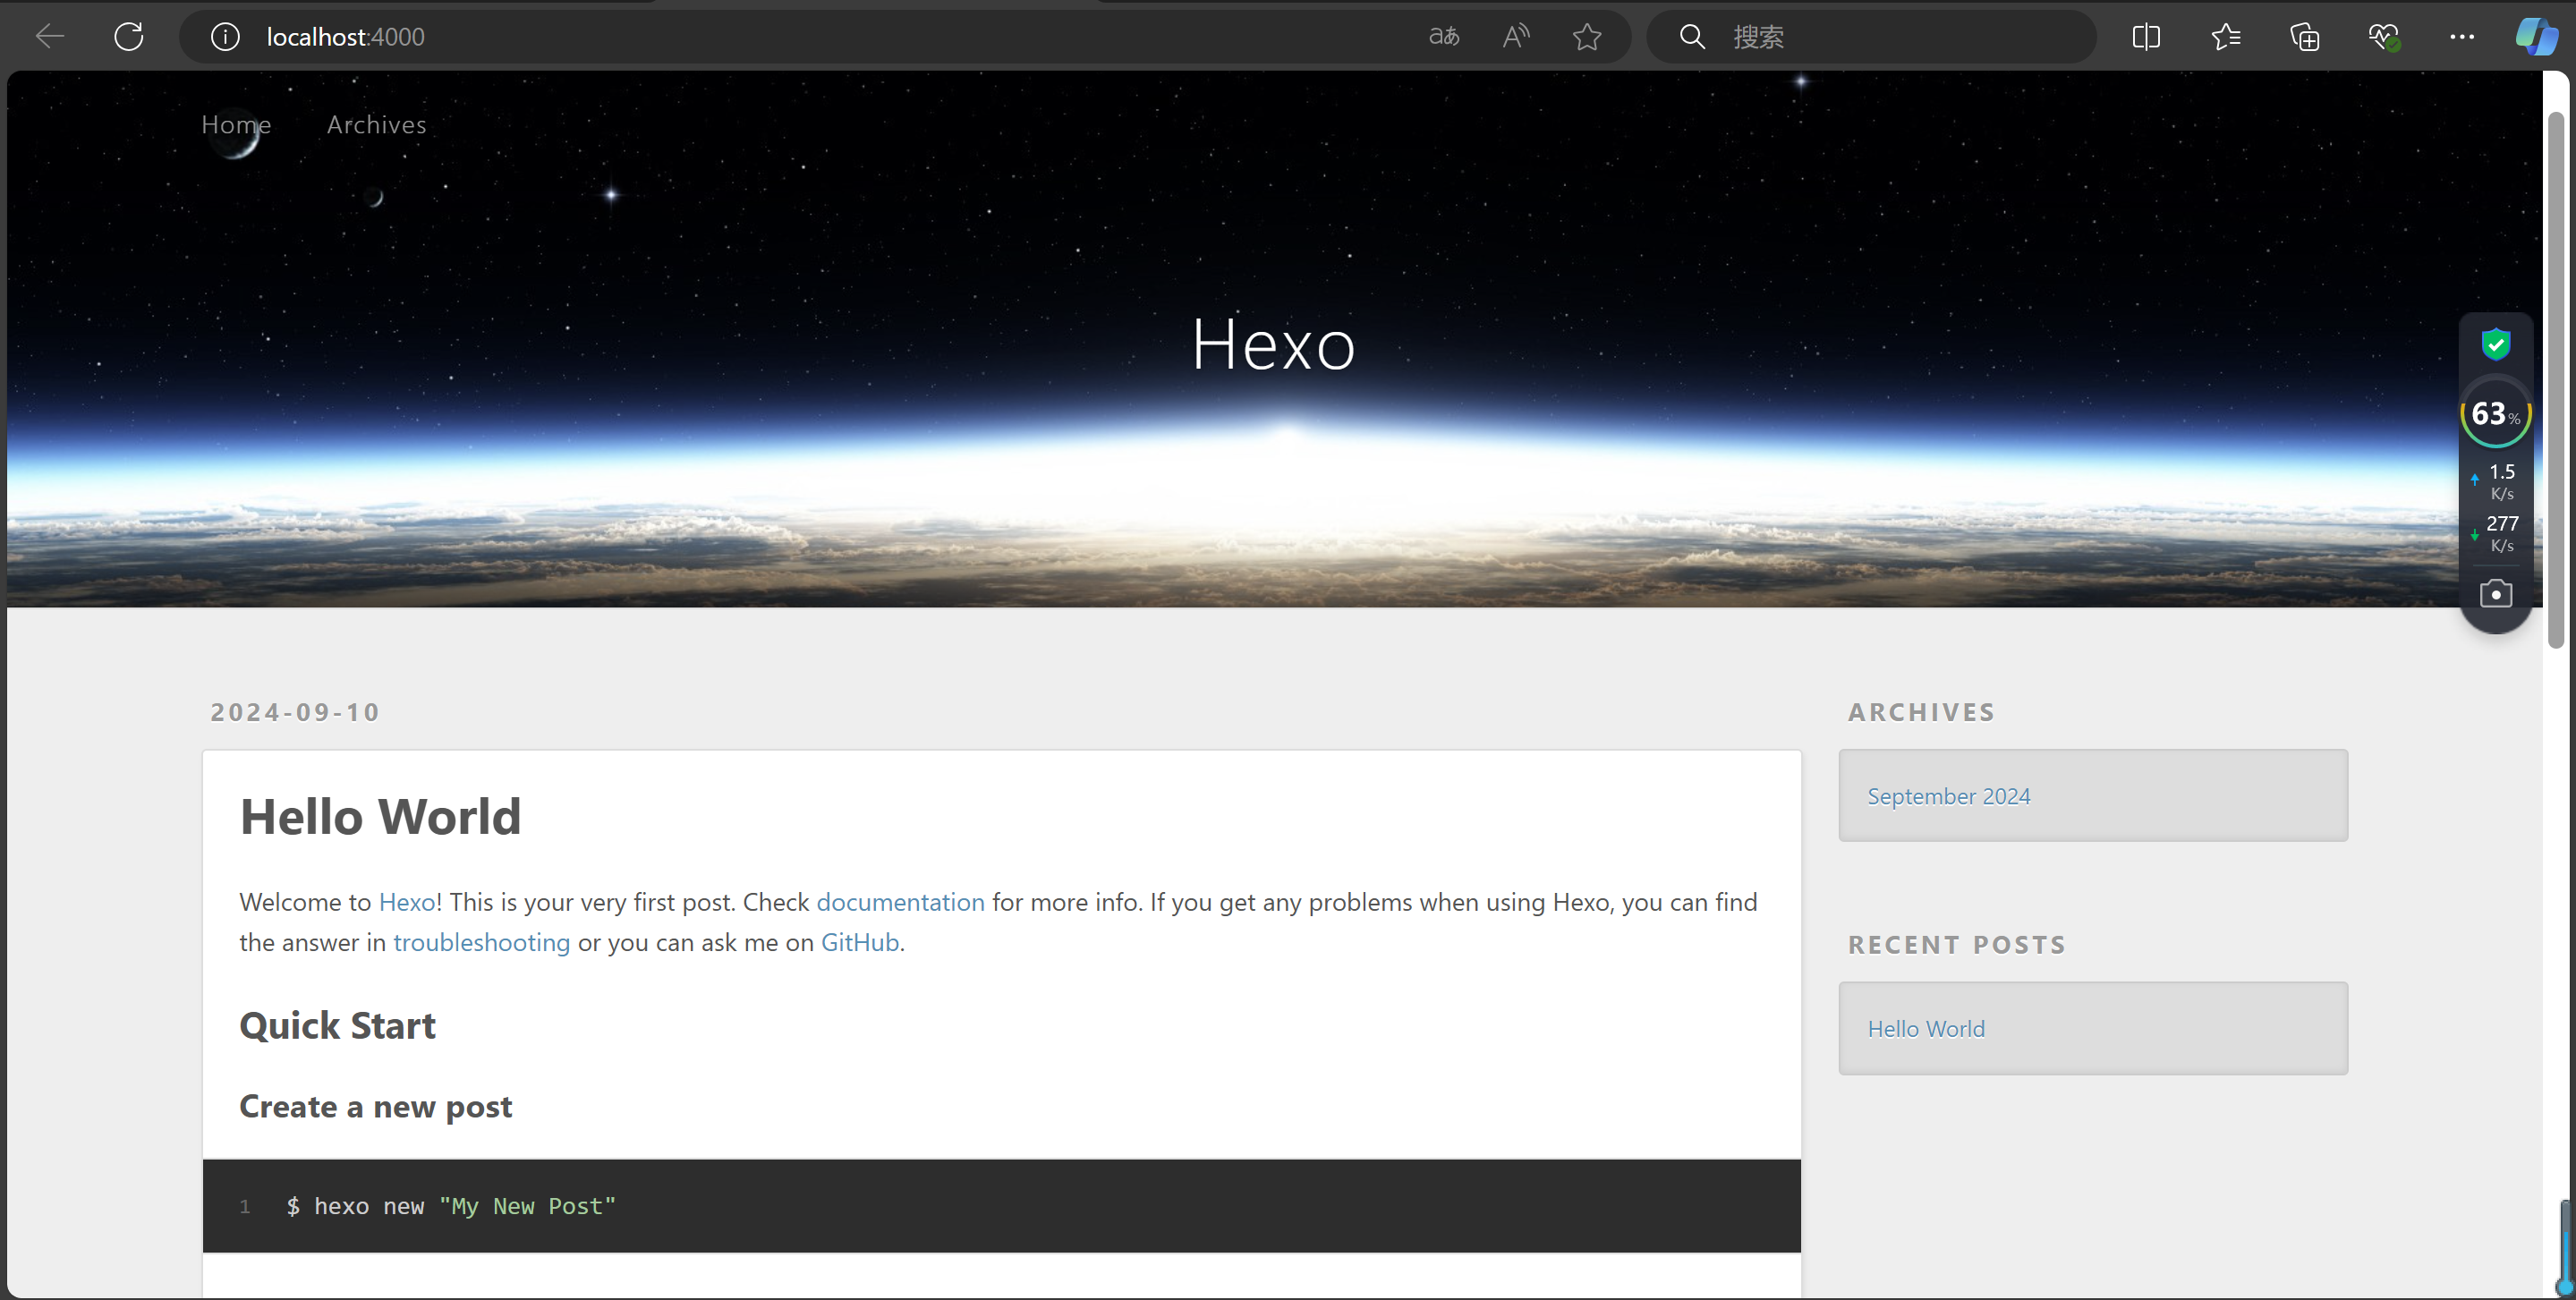 localhost:4000
搜索
Home Archives
Hexo
63%
1.5
K/s
277
K/s
2024-09-10
Hello World
Welcome to Hexo! This is your very first post. Check documentation for more info. If you get any problems when using Hexo, you can find
the answer in troubleshooting or you can ask me on GitHub.
Quick Start
Create a new post
1 $ hexo new "My New Post"
ARCHIVES
September 2024
RECENT POSTS
Hello World